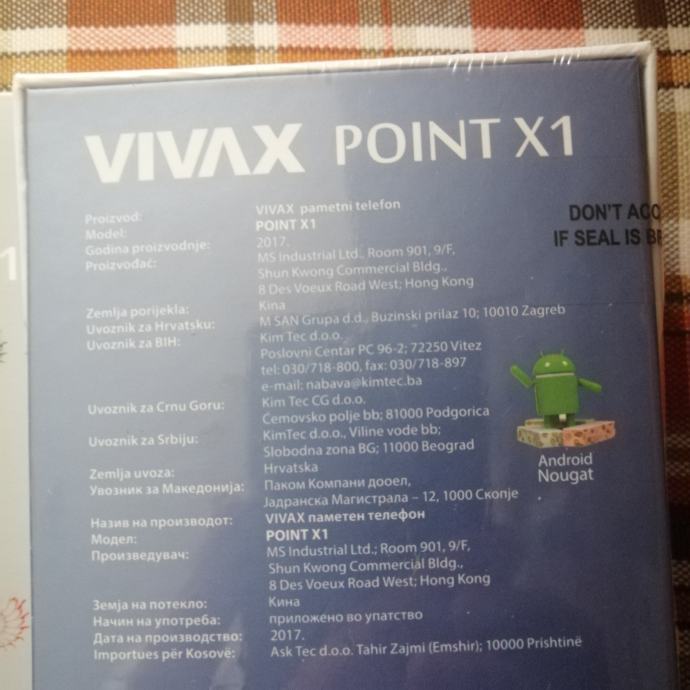 VIVAX POINT X1
DON'T ACC
IF SEAL IS BR
Proizvod: VIVAX pametni telefon
Model: POINT X1
Godina proizvodnje: 2017.
Proizvođač: MS Industrial Ltd., Room 901, 9/F,
Shun Kwong Commercial Bldg.,
8 Des Voeux Road West; Hong Kong
Zemlja porijekla: Kina
Uvoznik za Hrvatsku: M SAN Grupa d.d., Buzinski prilaz 10; 10010 Zagreb
Uvoznik za BIH: Kim Tec d.o.o.
Poslovni Centar PC 96-2; 72250 Vitez
tel: 030/718-800, fax: 030/718-897
e-mail: nabava@kimtec.ba
Uvoznik za Crnu Goru: Kim Tec CG d.o.o.
Ćemovsko polje bb; 81000 Podgorica
Uvoznik za Srbiju: KimTec d.o.o., Viline vode bb;
Slobodna zona BG; 11000 Beograd
Zemlja uvoza: Hrvatska
Увозник за Македонија: Паком Компани дооел,
Јадранска Магистрала – 12, 1000 Скопје
Назив на производот: VIVAX паметен телефон
Модел: POINT X1
Произведувач: MS Industrial Ltd.; Room 901, 9/F,
Shun Kwong Commercial Bldg.,
8 Des Voeux Road West; Hong Kong
Земја на потекло: Кина
Начин на употреба: приложено во упатство
Дата на производство: 2017.
Importues për Kosovë: Ask Tec d.o.o. Tahir Zajmi (Emshir); 10000 Prishtinë
Android
Nougat
1